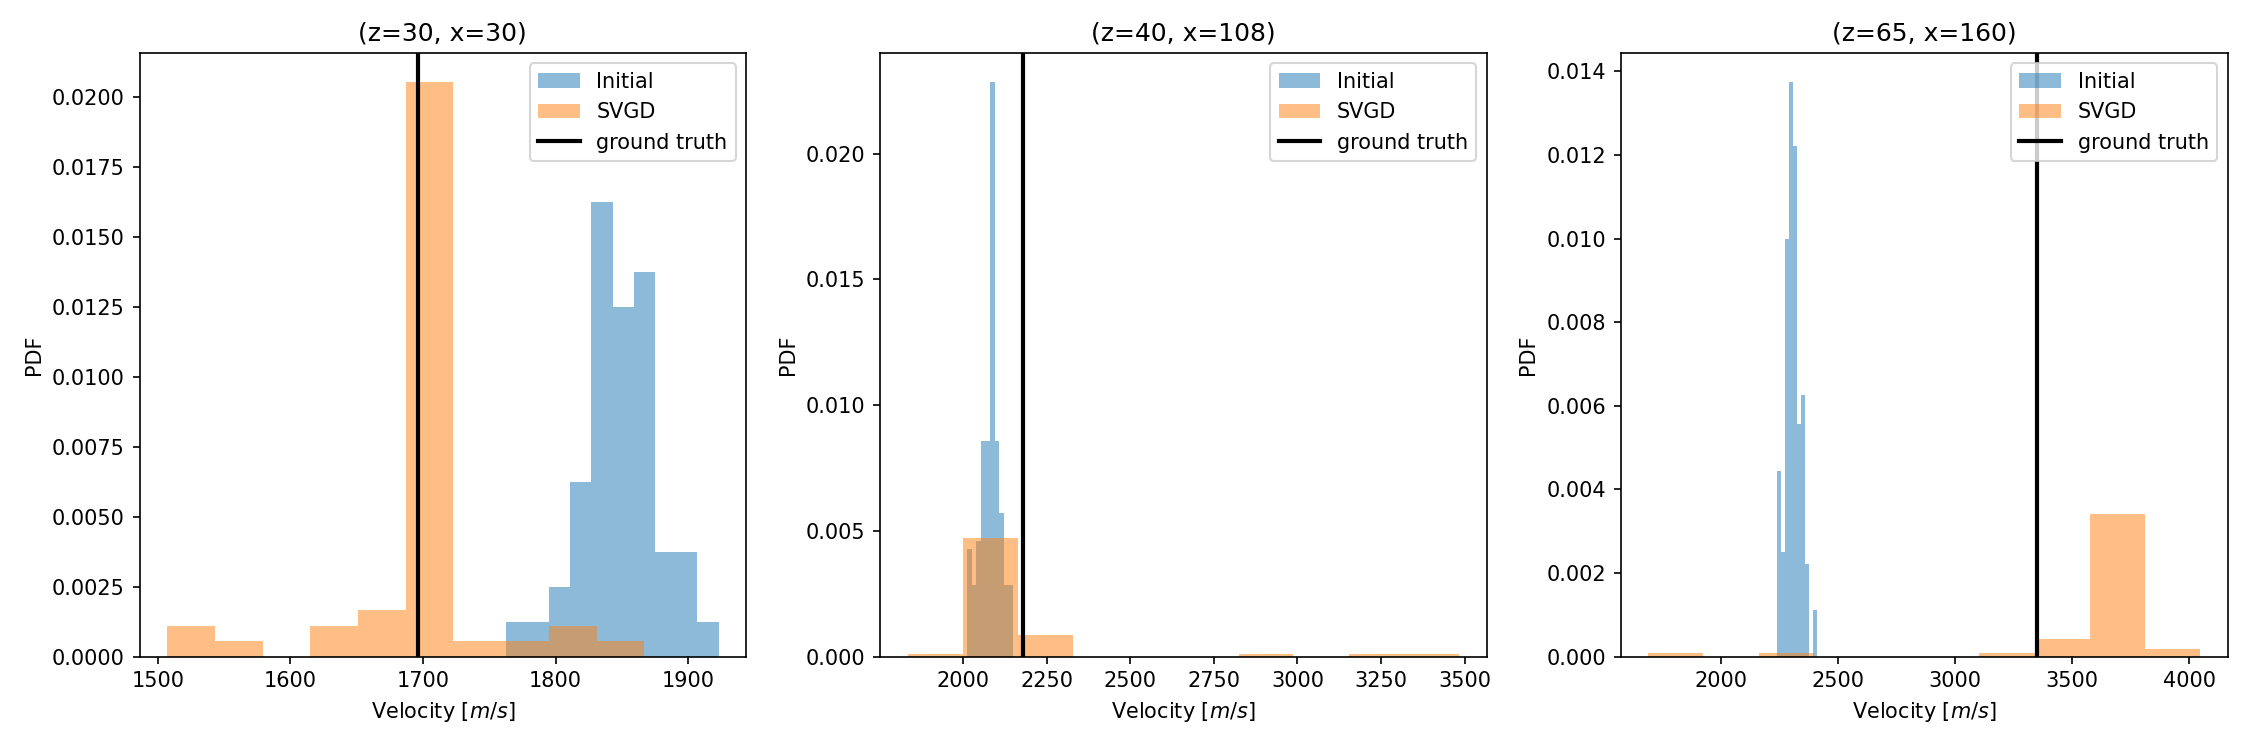 (z=30, x=30)
0.0200
0.0175
0.0150
0.0125
0.0100
0.0075
0.0050
0.0025
0.0000
PDF
1500 1600 1700 1800 1900
Velocity [m/s]
Initial
SVGD
ground truth
(z=40, x=108)
0.020
0.015
0.010
0.005
0.000
PDF
2000 2250 2500 2750 3000 3250 3500
Velocity [m/s]
Initial
SVGD
ground truth
(z=65, x=160)
0.014
0.012
0.010
0.008
0.006
0.004
0.002
0.000
PDF
2000 2500 3000 3500 4000
Velocity [m/s]
Initial
SVGD
ground truth